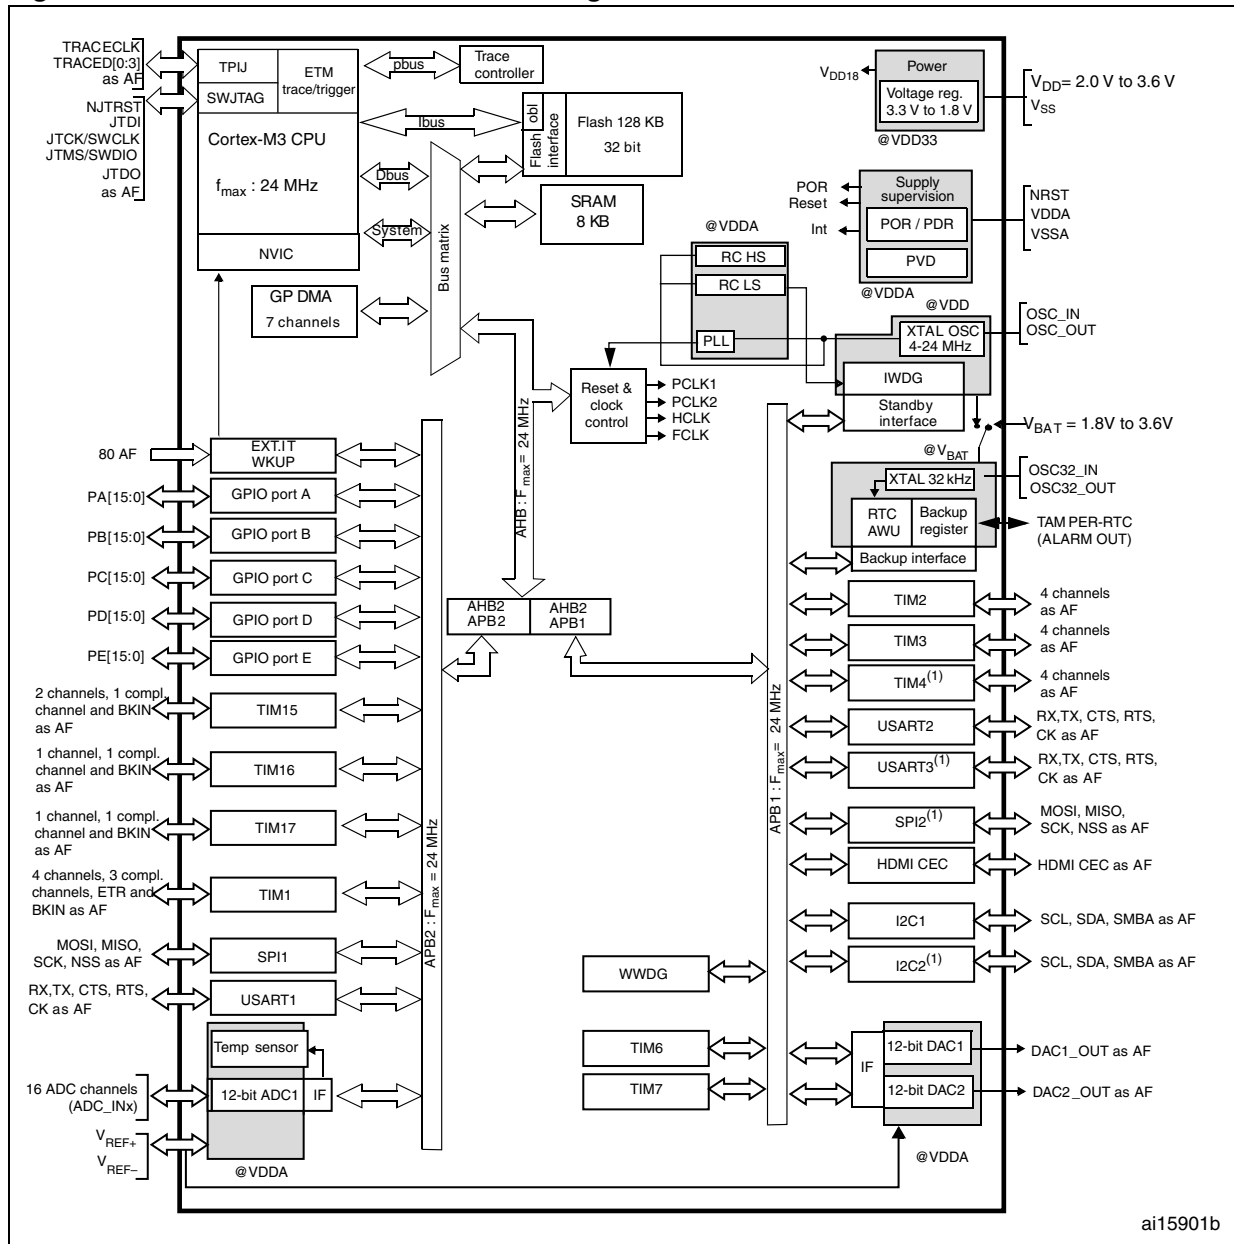 TRACECLK
TRACED[0:3]
as AF
NJTRST
JTDI
JTCK/SWCLK
JTMS/SWDIO
JTDO
as AF
TPIJ
ETM
trace/trigger
SWJTAG
Cortex-M3 CPU
fmax : 24 MHz
NVIC
GP DMA
7 channels
pbus
Trace
controller
Ibus
Dbus
System
Bus matrix
Flash obl
interface
Flash 128 KB
32 bit
SRAM
8 KB
VDD18
Power
Voltage reg.
3.3 V to 1.8 V
@VDD33
VDD= 2.0 V to 3.6 V
VSS
POR
Reset
Int
Supply
supervision
POR / PDR
PVD
@VDDA
NRST
VDDA
VSSA
@VDDA
RC HS
RC LS
PLL
@VDD
XTAL OSC
4-24 MHz
OSC_IN
OSC_OUT
IWDG
Standby
interface
Reset &
clock
control
PCLK1
PCLK2
HCLK
FCLK
VBAT = 1.8V to 3.6V
@VBAT
XTAL 32 kHz
OSC32_IN
OSC32_OUT
RTC
AWU
Backup
register
Backup interface
TAMPER-RTC
(ALARM OUT)
AHB : Fmax = 24 MHz
AHB2
APB2
AHB2
APB1
80 AF
EXT.IT
WKUP
PA[15:0]
GPIO port A
PB[15:0]
GPIO port B
PC[15:0]
GPIO port C
PD[15:0]
GPIO port D
PE[15:0]
GPIO port E
2 channels, 1 compl.
channel and BKIN
as AF
TIM15
1 channel, 1 compl.
channel and BKIN
as AF
TIM16
1 channel, 1 compl.
channel and BKIN
as AF
TIM17
4 channels, 3 compl.
channels, ETR and
BKIN as AF
TIM1
MOSI, MISO,
SCK, NSS as AF
SPI1
RX,TX, CTS, RTS,
CK as AF
USART1
Temp sensor
16 ADC channels
(ADC_INx)
12-bit ADC1
IF
VREF+
VREF–
@VDDA
APB2 : Fmax = 24 MHz
APB1 : Fmax = 24 MHz
TIM2
4 channels
as AF
TIM3
4 channels
as AF
TIM4(1)
4 channels
as AF
USART2
RX,TX, CTS, RTS,
CK as AF
USART3(1)
RX,TX, CTS, RTS,
CK as AF
SPI2(1)
MOSI, MISO,
SCK, NSS as AF
HDMI CEC
HDMI CEC as AF
I2C1
SCL, SDA, SMBA as AF
I2C2(1)
SCL, SDA, SMBA as AF
WWDG
TIM6
TIM7
IF
12-bit DAC1
DAC1_OUT as AF
12-bit DAC2
DAC2_OUT as AF
@VDDA
ai15901b